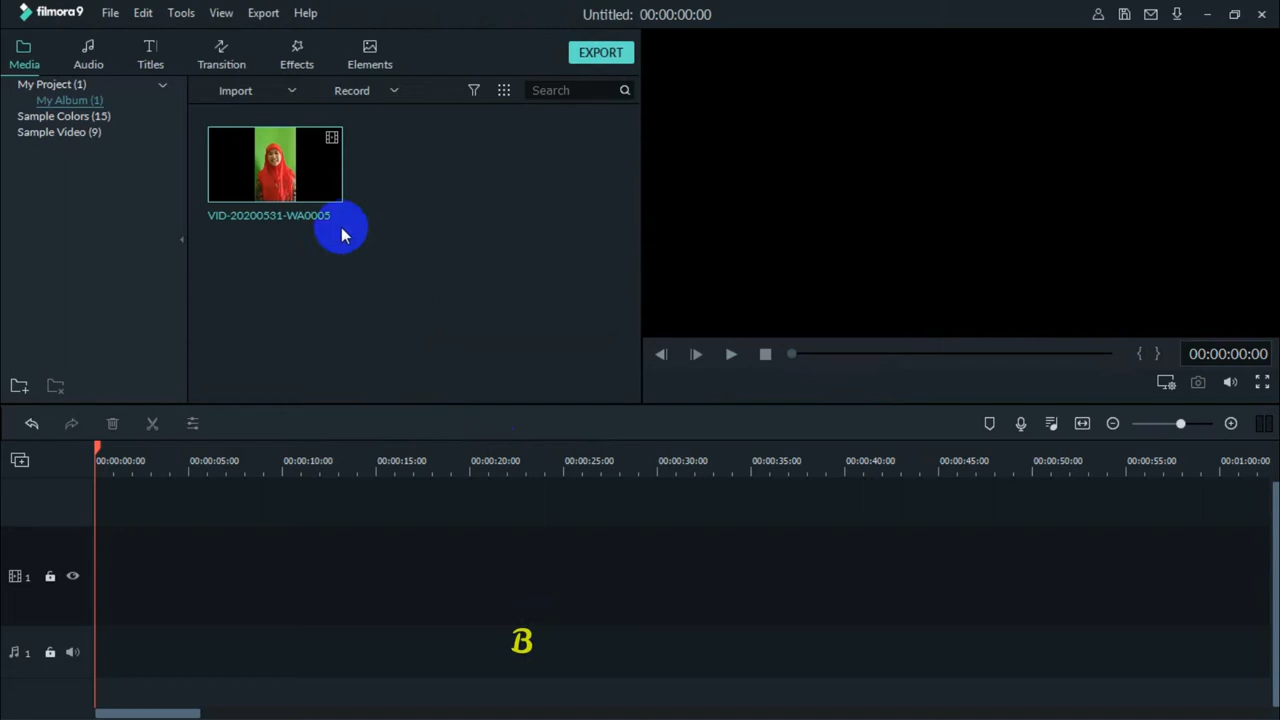 filmora9 File Edit Tools View Export Help Untitled: 00:00:00:00
Media Audio Titles Transition Effects Elements EXPORT
My Project (1)
My Album (1)
Sample Colors (15)
Sample Video (9)
Import Record Search
VID-20200531-WA0005
00:00:00:00
00:00:00:00 00:00:05:00 00:00:10:00 00:00:15:00 00:00:20:00 00:00:25:00 00:00:30:00 00:00:35:00 00:00:40:00 00:00:45:00 00:00:50:00 00:00:55:00 00:01:00:00
1
B
1